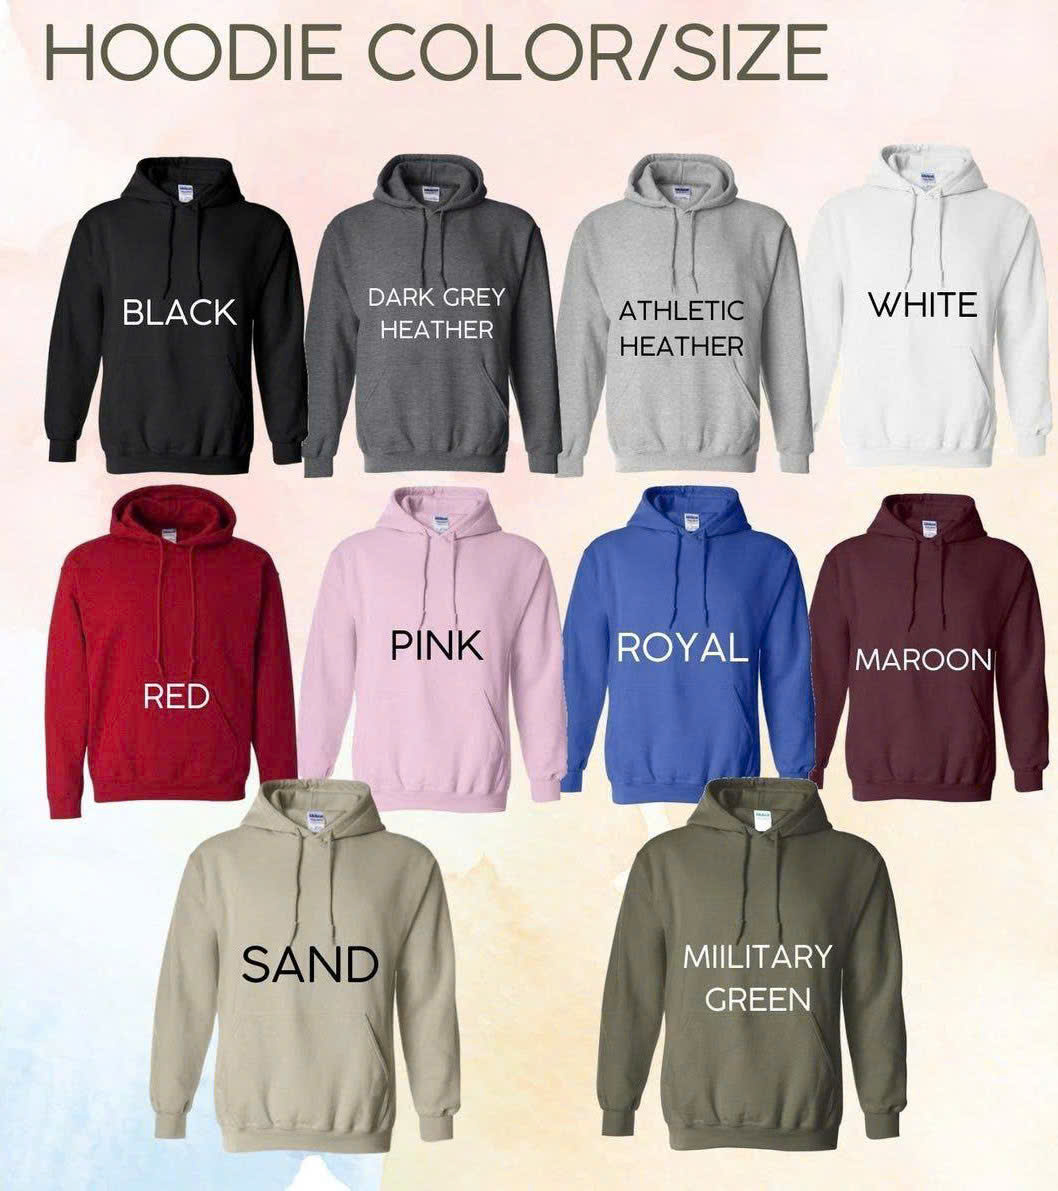 HOODIE COLOR/SIZE
BLACK
DARK GREY
HEATHER
ATHLETIC
HEATHER
WHITE
RED
PINK
ROYAL
MAROON
SAND
MIILITARY
GREEN